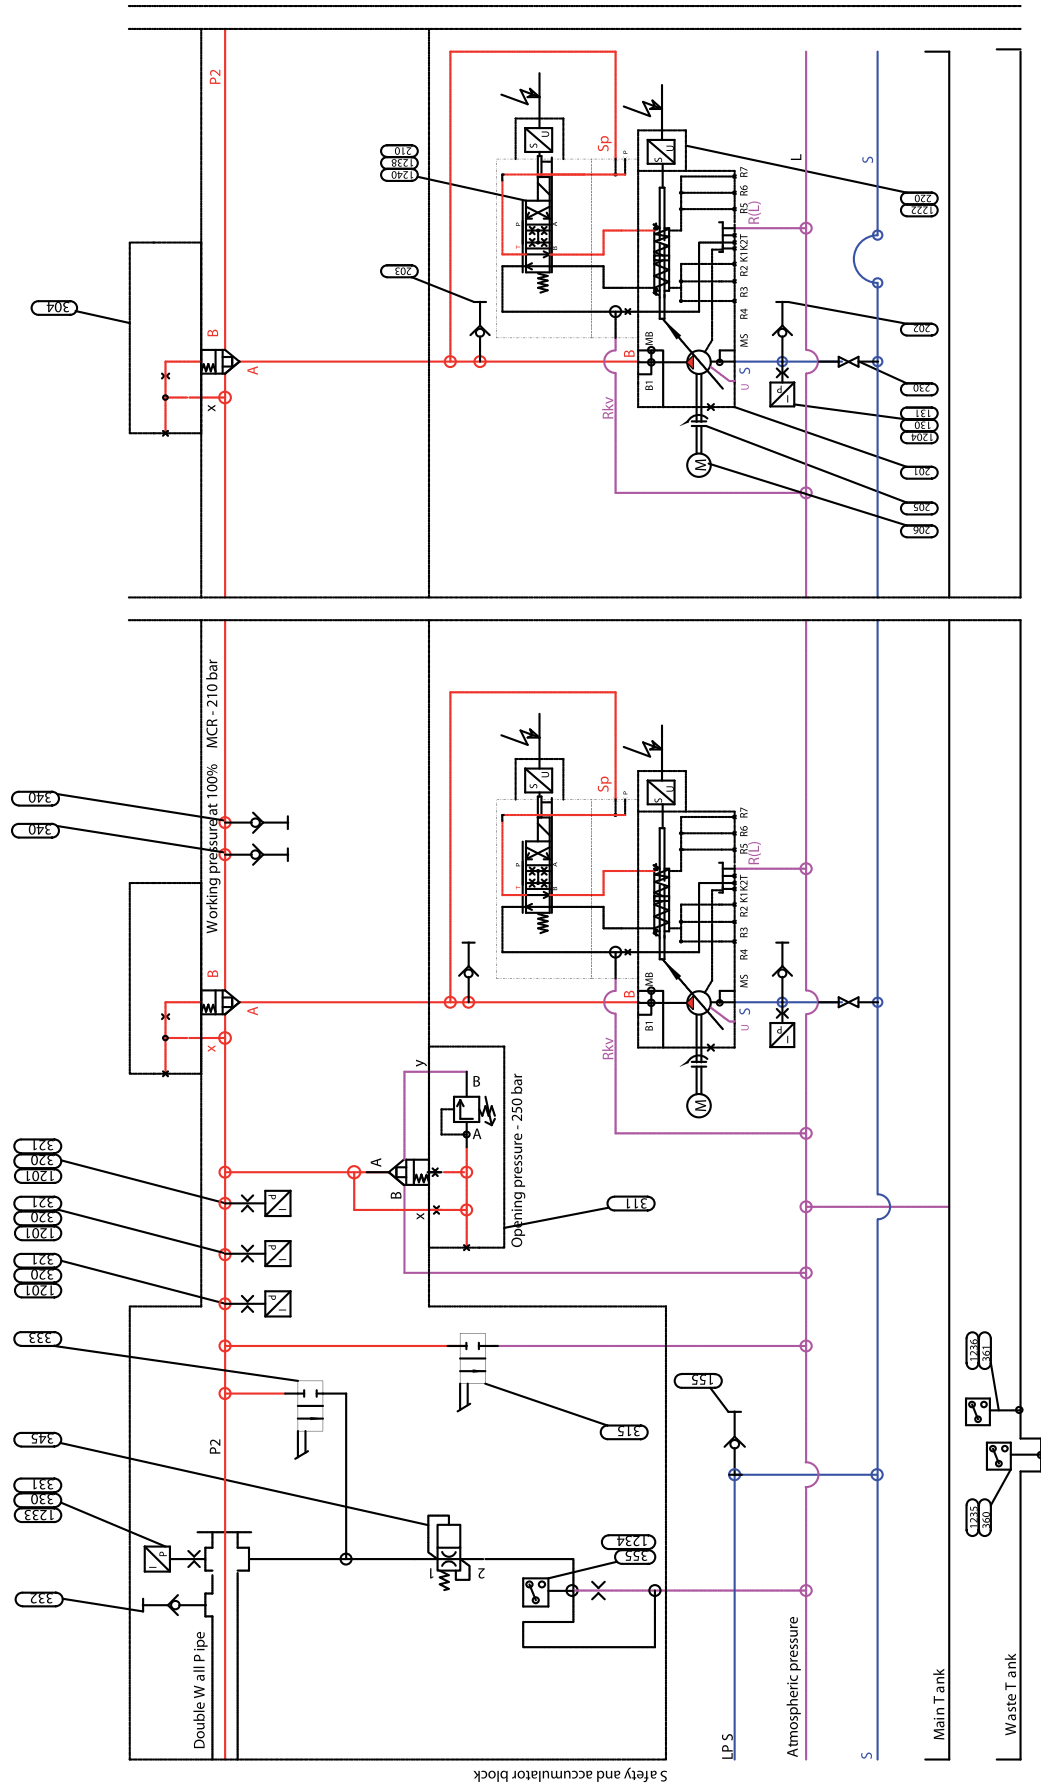 P2
304
B
A
x
210
1238
1240
203
S
U
Sp
P
T
P
A
B
S
U
R7
R6
R5
R(L)
K1K2T
R2
R3
R4
MS
MB
B
B1
S
U
Rkv
M
P
I
L
S
220
1222
202
230
131
130
1204
201
205
206
340
340
Working pressure at 100% MCR - 210 bar
B
A
x
S
U
Sp
P
T
P
A
B
S
U
R7
R6
R5
R(L)
K1K2T
R2
R3
R4
MS
MB
B
B1
S
U
Rkv
M
P
I
321
320
1201
321
320
1201
321
320
1201
P
I
P
I
P
I
A
B
x
y
B
A
Opening pressure - 250 bar
311
333
345
331
330
1233
332
P2
I
P
Double Wall Pipe
1
2
315
1234
355
155
1236
361
1235
360
LP S
Atmospheric pressure
S
Main Tank
Waste Tank
Safety and accumulator block